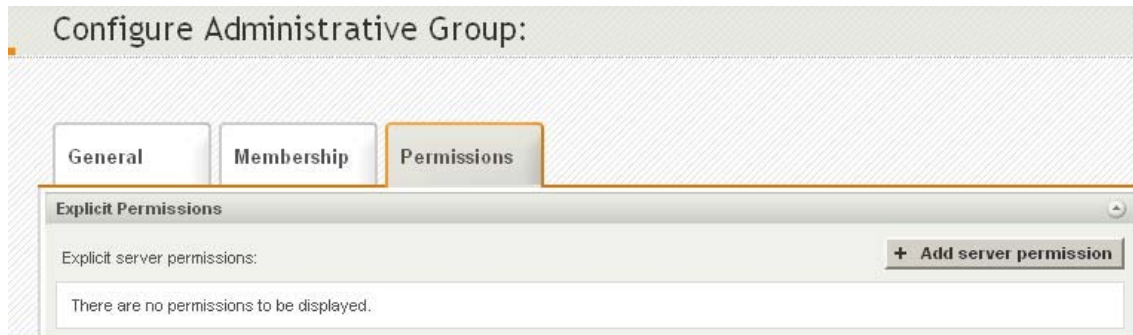 Configure Administrative Group:
General Membership Permissions
Explicit Permissions
Explicit server permissions: + Add server permission
There are no permissions to be displayed.